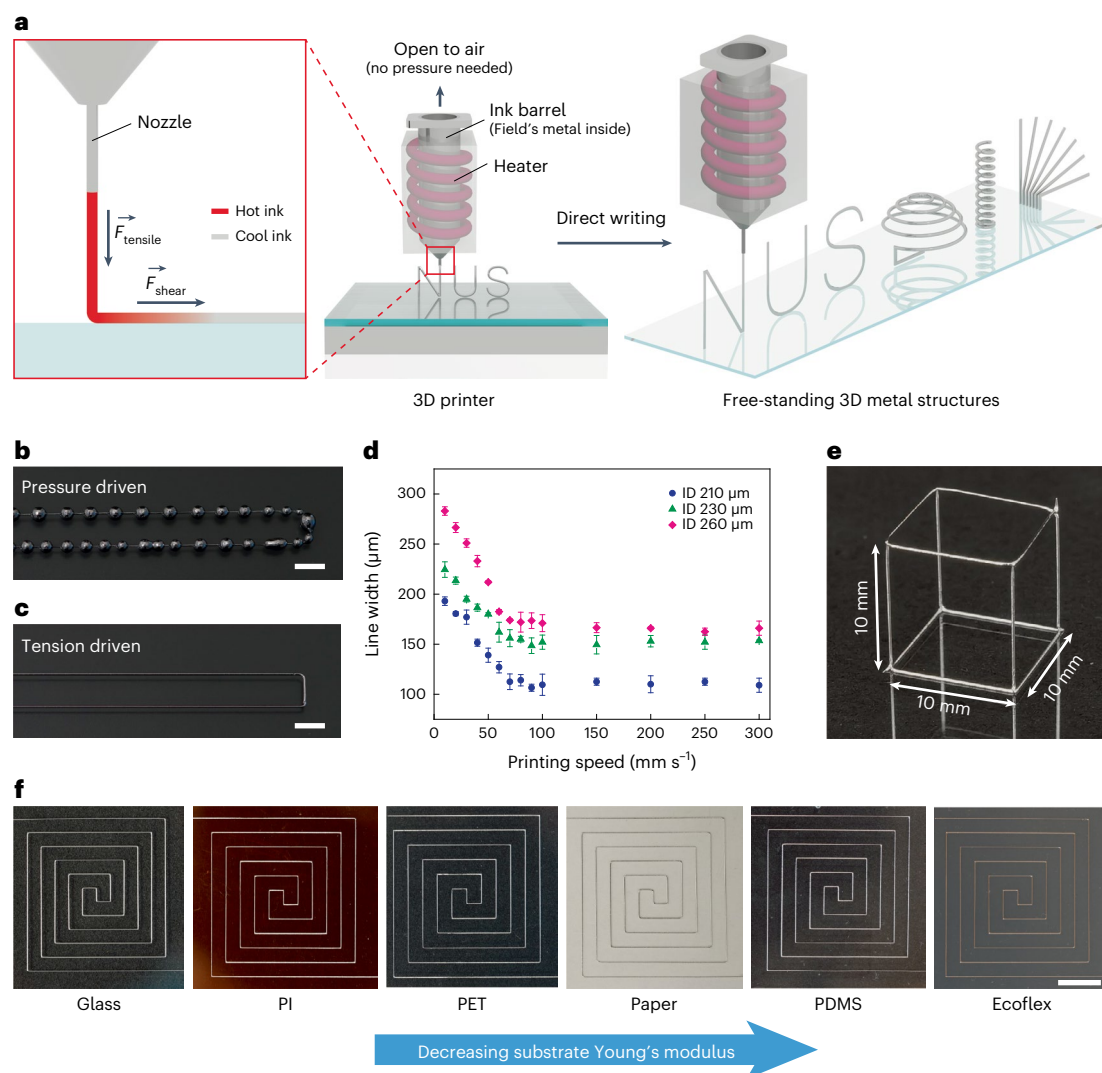 a
Open to air
(no pressure needed)
Ink barrel
(Field's metal inside)
Heater
Nozzle
Hot ink
Cool ink
F tensile
F shear
Direct writing
NUS
NUS
3D printer
Free-standing 3D metal structures
b
Pressure driven
c
Tension driven
d
300
250
200
150
100
Line width (µm)
ID 210 µm
ID 230 µm
ID 260 µm
0
50
100
150
200
250
300
Printing speed (mm s⁻¹)
e
10 mm
10 mm
10 mm
f
Glass
PI
PET
Paper
PDMS
Ecoflex
Decreasing substrate Young's modulus